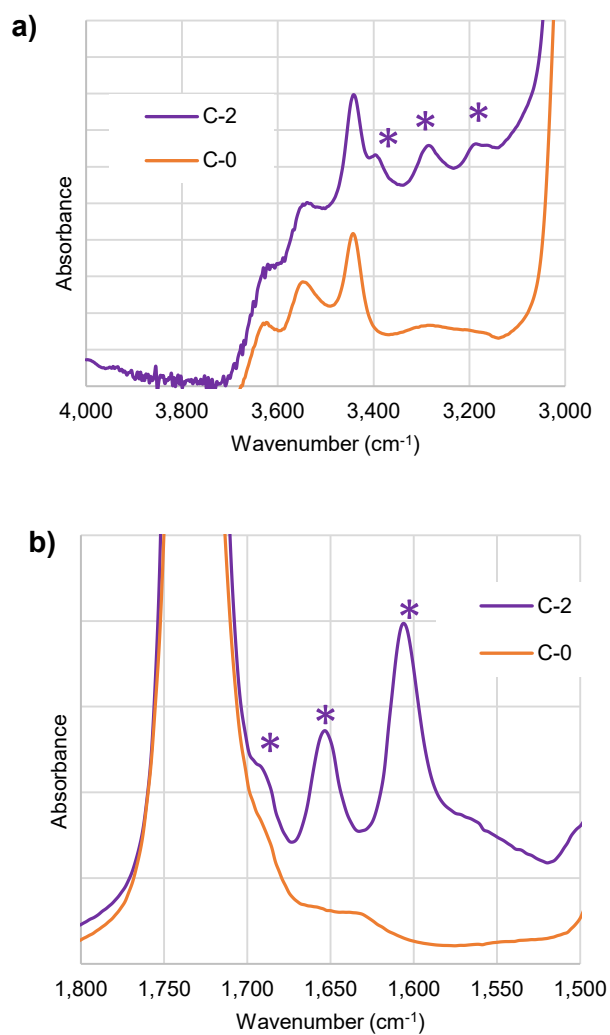 a)
C-2
C-0
* * *
Absorbance
4,000 3,800 3,600 3,400 3,200 3,000
Wavenumber (cm⁻¹)
b)
C-2
C-0
* * *
Absorbance
1,800 1,750 1,700 1,650 1,600 1,550 1,500
Wavenumber (cm⁻¹)